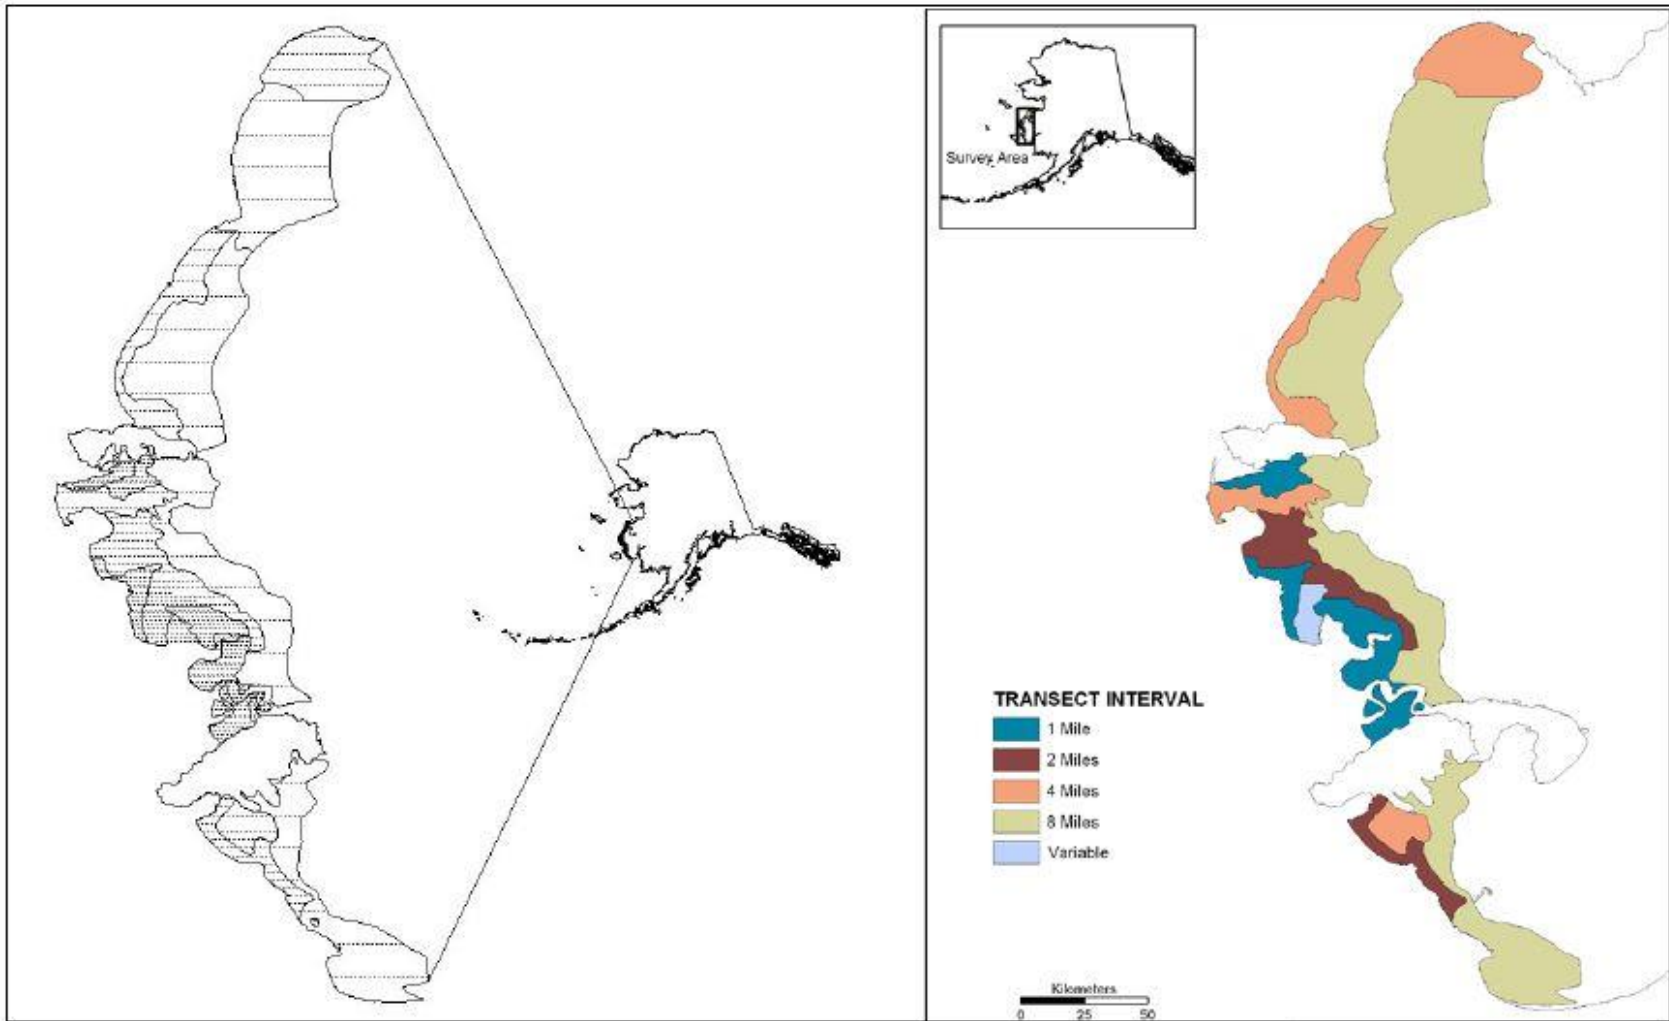 Survey Area
TRANSECT INTERVAL
1 Mile
2 Miles
4 Miles
8 Miles
Variable
Kilometers
0 25 50